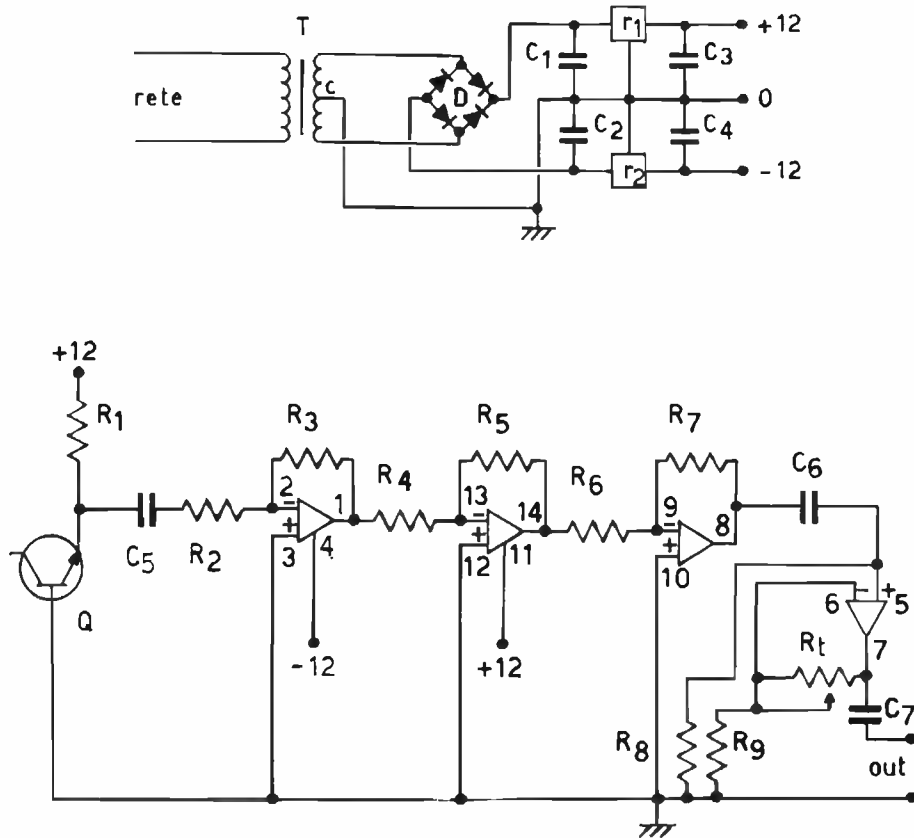 T
r1
+12
C1
C3
c
D
rete
0
C2
C4
r2
-12
+12
R1
R3
R5
R7
C6
2
-
1
R4
13
-
14
R6
9
-
8
+
3
4
+
12
11
+
10
C5
R2
6
-
+
5
Q
7
Rt
-12
+12
C7
R8
R9
out